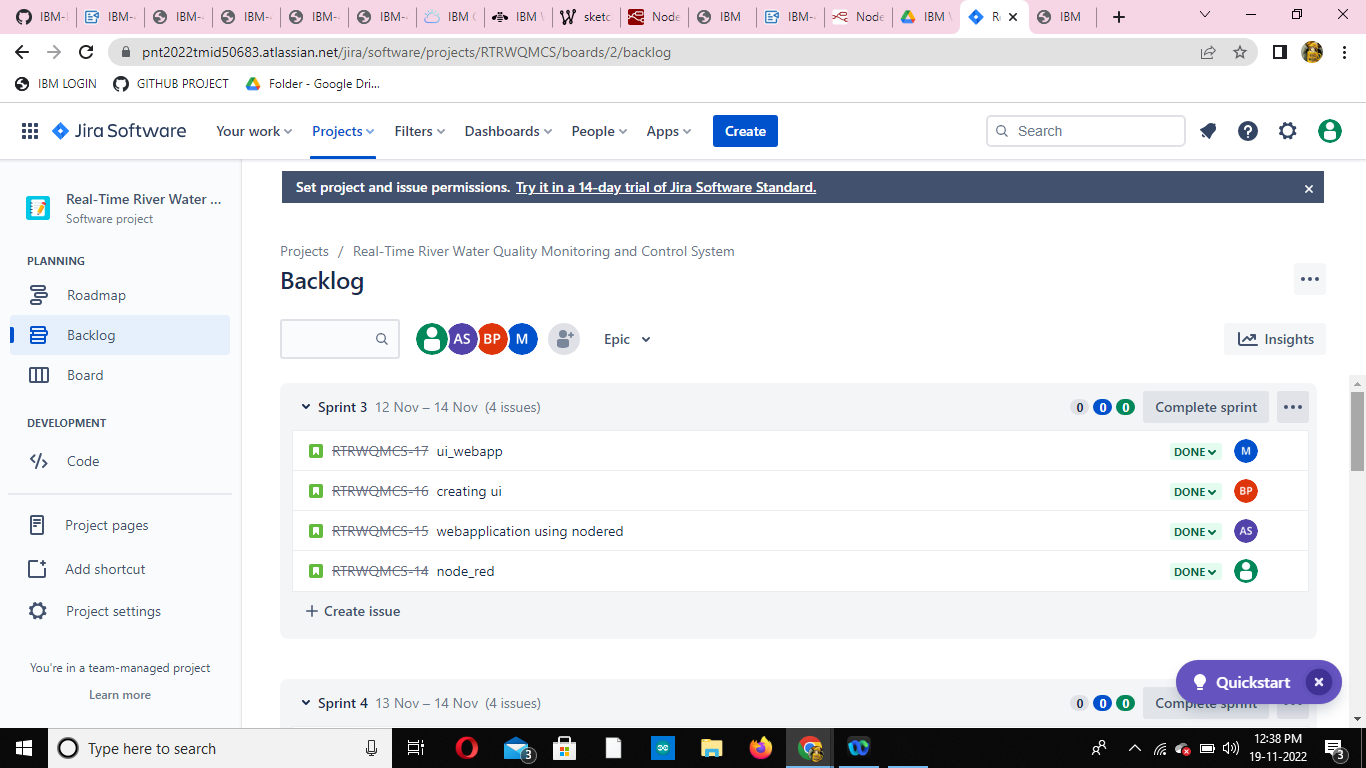 IBM-
IBM-
IBM-
IBM-
IBM-
IBM-
IBM
IBM
sketc
Node
IBM
IBM-
Node
IBM
IBM
pnt2022tmid50683.atlassian.net/jira/software/projects/RTRWQMCS/boards/2/backlog
IBM LOGIN GITHUB PROJECT Folder - Google Dri...
Jira Software Your work Projects Filters Dashboards People Apps Create Search
Set project and issue permissions. Try it in a 14-day trial of Jira Software Standard.
Real-Time River Water ...
Software project
PLANNING
Roadmap
Backlog
Board
DEVELOPMENT
Code
Project pages
Add shortcut
Project settings
You're in a team-managed project
Learn more
Projects / Real-Time River Water Quality Monitoring and Control System
Backlog
AS BP M Epic Insights
Sprint 3 12 Nov – 14 Nov (4 issues) 0 0 0 Complete sprint
RTRWQMCS-17 ui_webapp DONE M
RTRWQMCS-16 creating ui DONE BP
RTRWQMCS-15 webapplication using nodered DONE AS
RTRWQMCS-14 node_red DONE
+ Create issue
Sprint 4 13 Nov – 14 Nov (4 issues) 0 0 0 Complete sprint
Quickstart
Type here to search
3
12:38 PM
19-11-2022
3